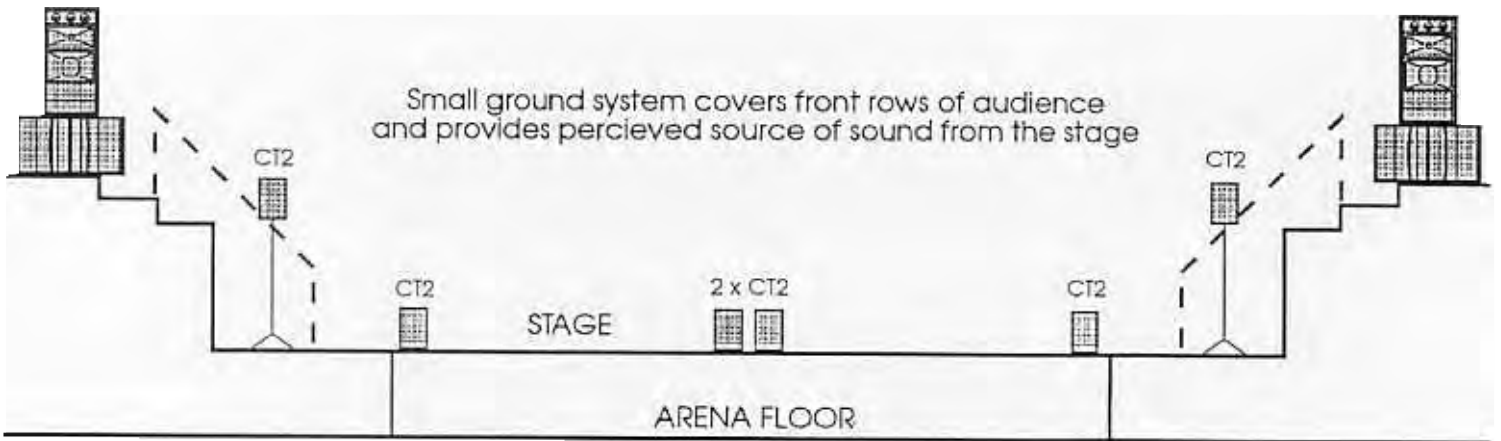 Small ground system covers front rows of audience
and provides percieved source of sound from the stage
CT2
CT2
CT2
2 x CT2
CT2
STAGE
ARENA FLOOR